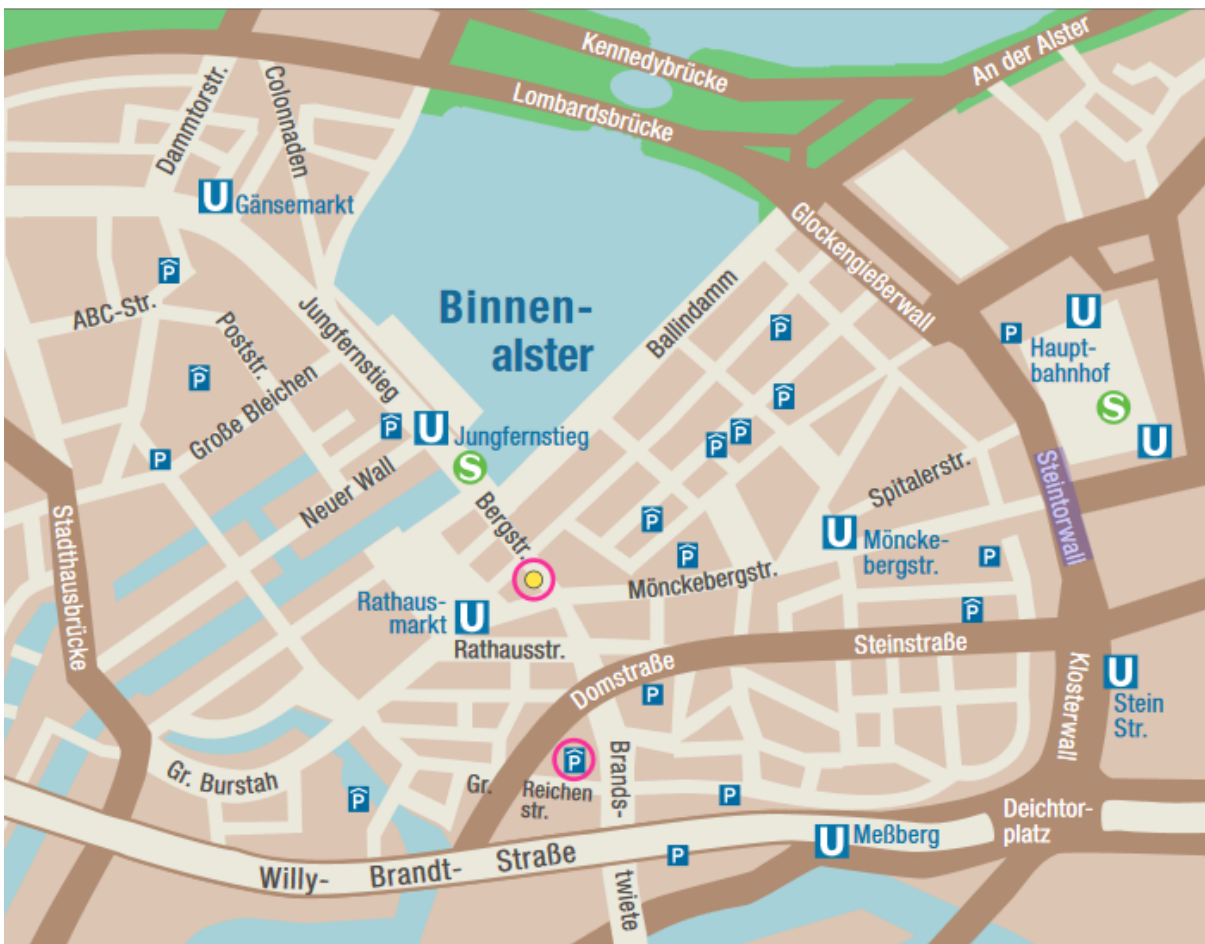 Kennedybrücke
An der Alster
Lombardsbrücke
Dammtorstr.
Colonnaden
U
Gänsemarkt
Glockengießerwall
P
ABC-Str.
Poststr.
Jungfernstieg
Binnen-
alster
Ballindamm
P
P
U
Haupt-
bahnhof
P
Große Bleichen
P
S
P
U
Jungfernstieg
P
P
U
P
S
Neuer Wall
Spitalerstr.
Steintorwall
Stadthausbrücke
Bergstr.
P
U
Möncke-
bergstr.
P
P
Mönckebergstr.
Rathaus-
markt
U
P
Rathausstr.
Steinstraße
Domstraße
P
Klosterwall
U
Stein
Str.
Gr. Burstah
P
Gr.
P
Reichen
str.
Brands-
twiete
P
Deichtor-
platz
U
Meßberg
P
Willy- Brandt- Straße